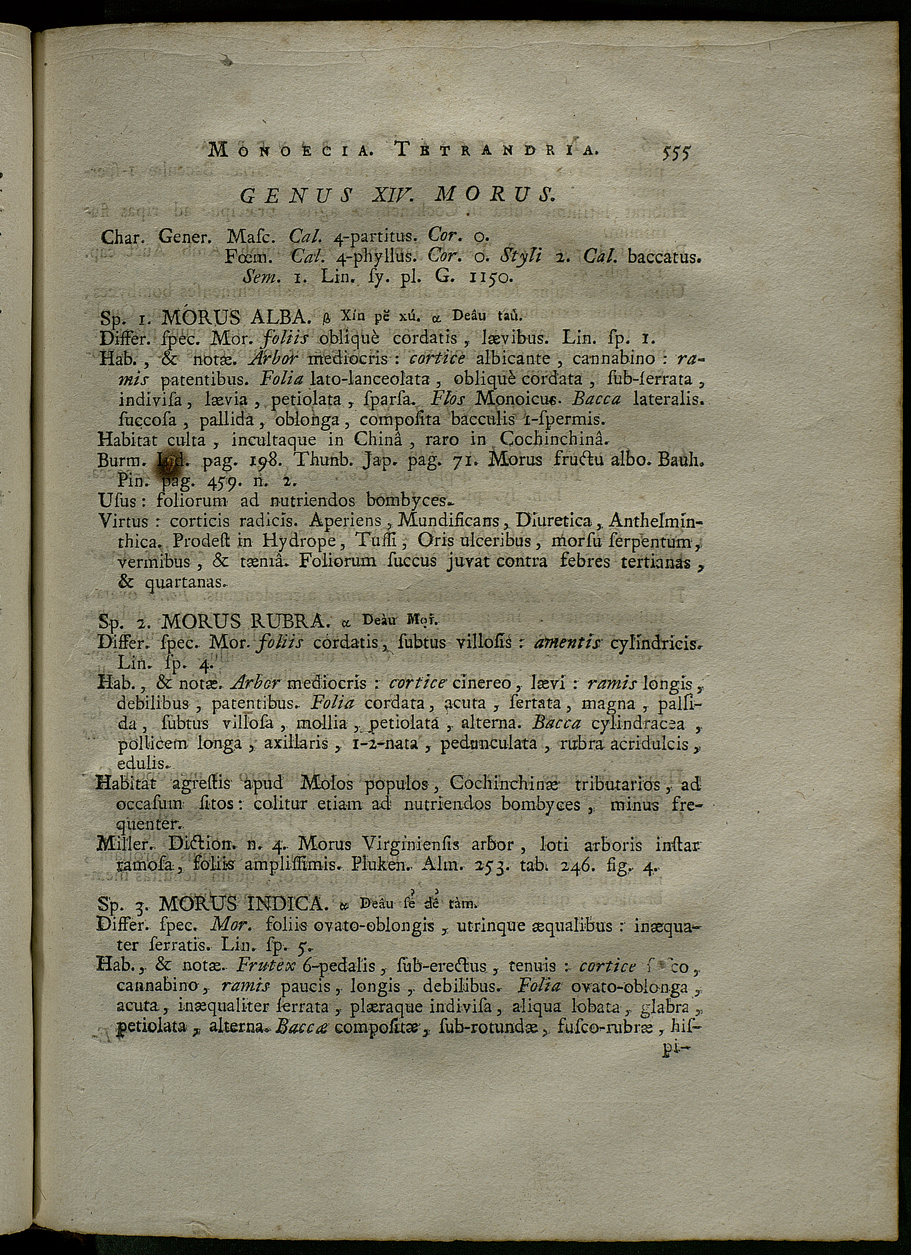 MONOECIA. TETRANDRIA. 555
GENUS XIV. MORUS.
Char. Gener. Maſc. Cal. 4-partitus. Cor. 0.
Fœm. Cal. 4-phyllus. Cor. 0. Styli 2. Cal. baccatus.
Sem. 1. Lin. ſy. pl. G. 1150.
Sp. 1. MORUS ALBA. β Xín pĕ xú. α Deâu taù.
Differ. ſpec. Mor. foliis obliquè cordatis, lævibus. Lin. ſp. 1.
Hab., & notæ. Arbor mediocris: cortice albicante, cannabino: ra-
mis patentibus. Folia lato-lanceolata, obliquè cordata, ſub-ſerrata,
indiviſa, lævia, petiolata, ſparſa. Flos Monoicus. Bacca lateralis.
ſuccoſa, pallida, oblonga, compoſita bacculis 1-ſpermis.
Habitat culta, incultaque in Chinâ, raro in Cochinchinâ.
Burm. pag. 198. Thunb. Jap. pag. 71. Morus fructu albo. Bauh.
Pin. pag. 459. n. 2.
Uſus: foliorum ad nutriendos bombyces.
Virtus: corticis radicis. Aperiens, Mundificans, Diuretica, Anthelmin-
thica. Prodeſt in Hydrope, Tuſſi, Oris ulceribus, morſu ſerpentum,
vermibus, & tæniâ. Foliorum ſuccus juvat contra febres tertianas,
& quartanas.
Sp. 2. MORUS RUBRA. α Deàu
Differ. ſpec. Mor. foliis cordatis, ſubtus villoſis: amentis cylindricis.
Lin. ſp. 4.
Hab., & notæ. Arbor mediocris: cortice cinereo, lævi: ramis longis,
debilibus, patentibus. Folia cordata, acuta, ſerrata, magna, palli-
da, ſubtus villoſa, mollia, petiolata, alterna. Bacca cylindracea,
pollicem longa, axillaris, 1-2-nata, pedunculata, rubra acridulcis,
edulis.
Habitat agreſtis apud Moïos populos, Cochinchinæ tributarios, ad
occaſum ſitos: colitur etiam ad nutriendos bombyces, minus fre-
quenter.
Miller. Diction. n. 4. Morus Virginienſis arbor, loti arboris inſtar
ramoſa, foliis ampliſſimis. Pluken. Alm. 253. tab. 246. fig. 4.
Sp. 3. MORUS INDICA. α Deâu ſẻ dẻ tàm.
Differ. ſpec. Mor. foliis ovato-oblongis, utrinque æqualibus: inæqua-
ter ſerratis. Lin. ſp. 5.
Hab., & notæ. Frutex 6-pedalis, ſub-erectus, tenuis: cortice
cannabino, ramis paucis, longis, debilibus. Folia ovato-oblonga,
acuta, inæqualiter ſerrata, plæraque indiviſa, aliqua lobata, glabra,
petiolata, alterna. Baccæ compoſitæ, ſub-rotundæ, fuſco-rubræ, hiſ-
pi-